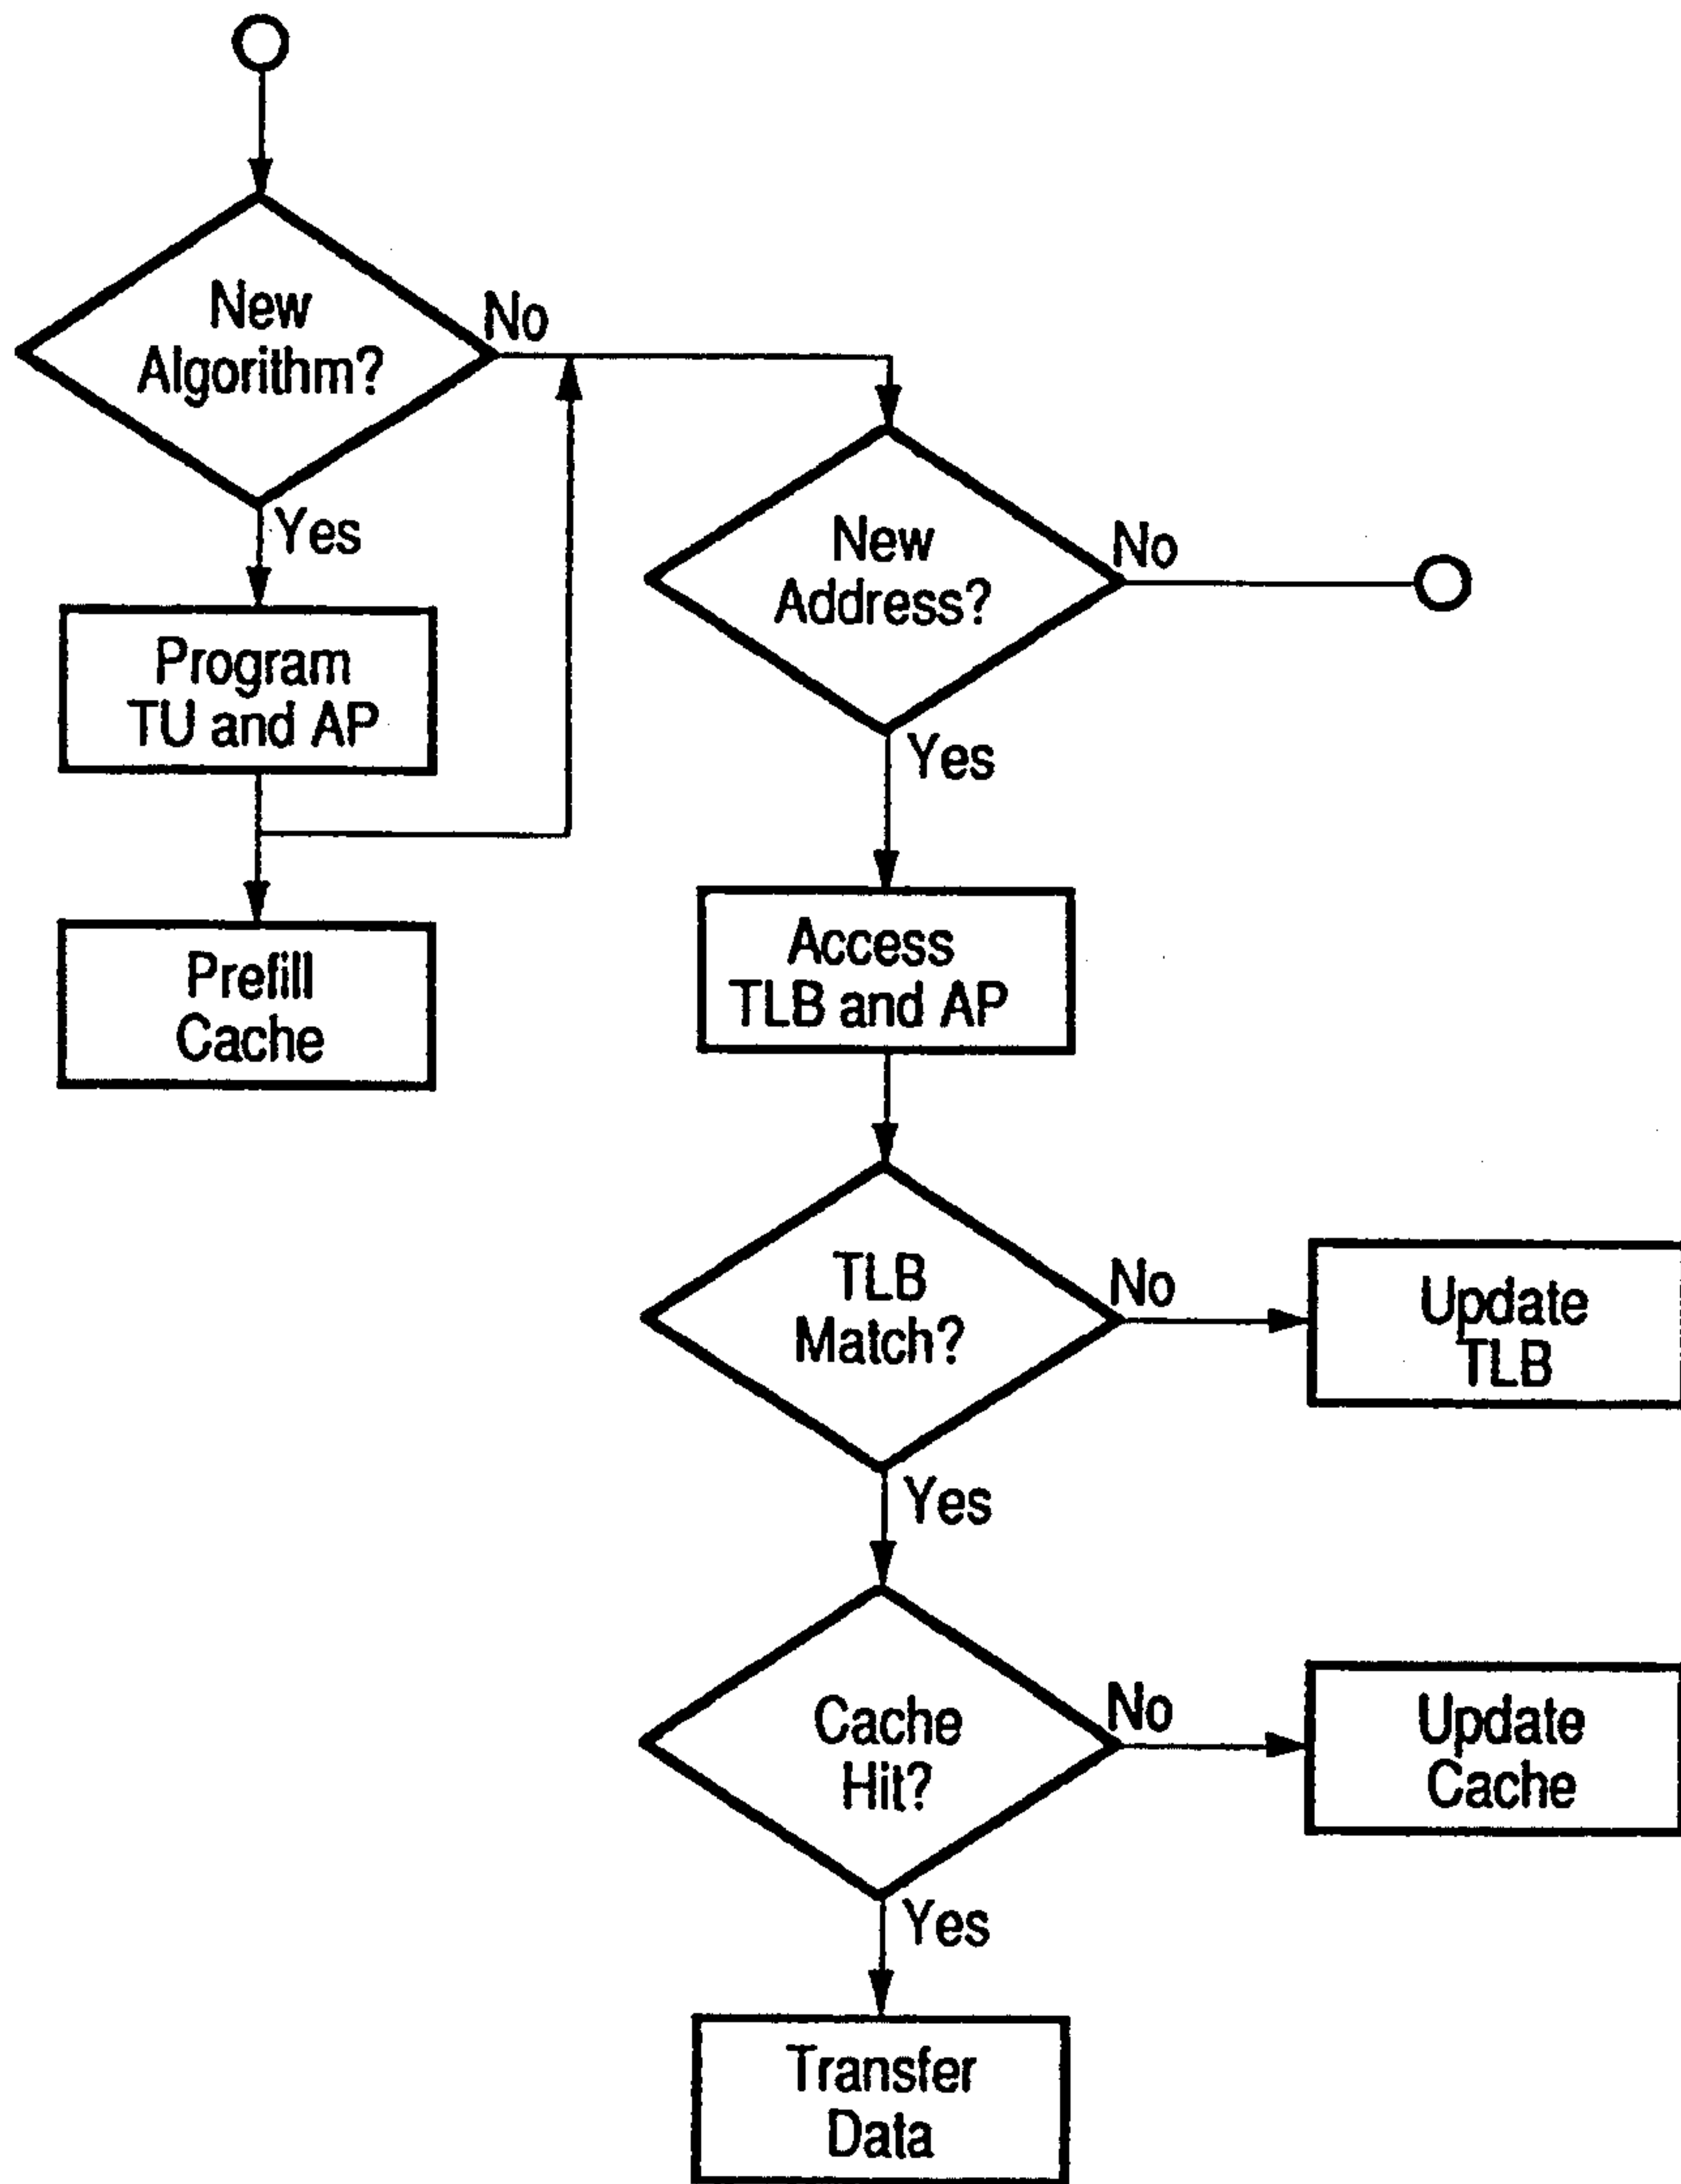 New
Algorithm?
No
Yes
Program
TU and AP
Prefill
Cache
New
Address?
No
Yes
Access
TLB and AP
TLB
Match?
No
Update
TLB
Yes
Cache
Hit?
No
Update
Cache
Yes
Transfer
Data